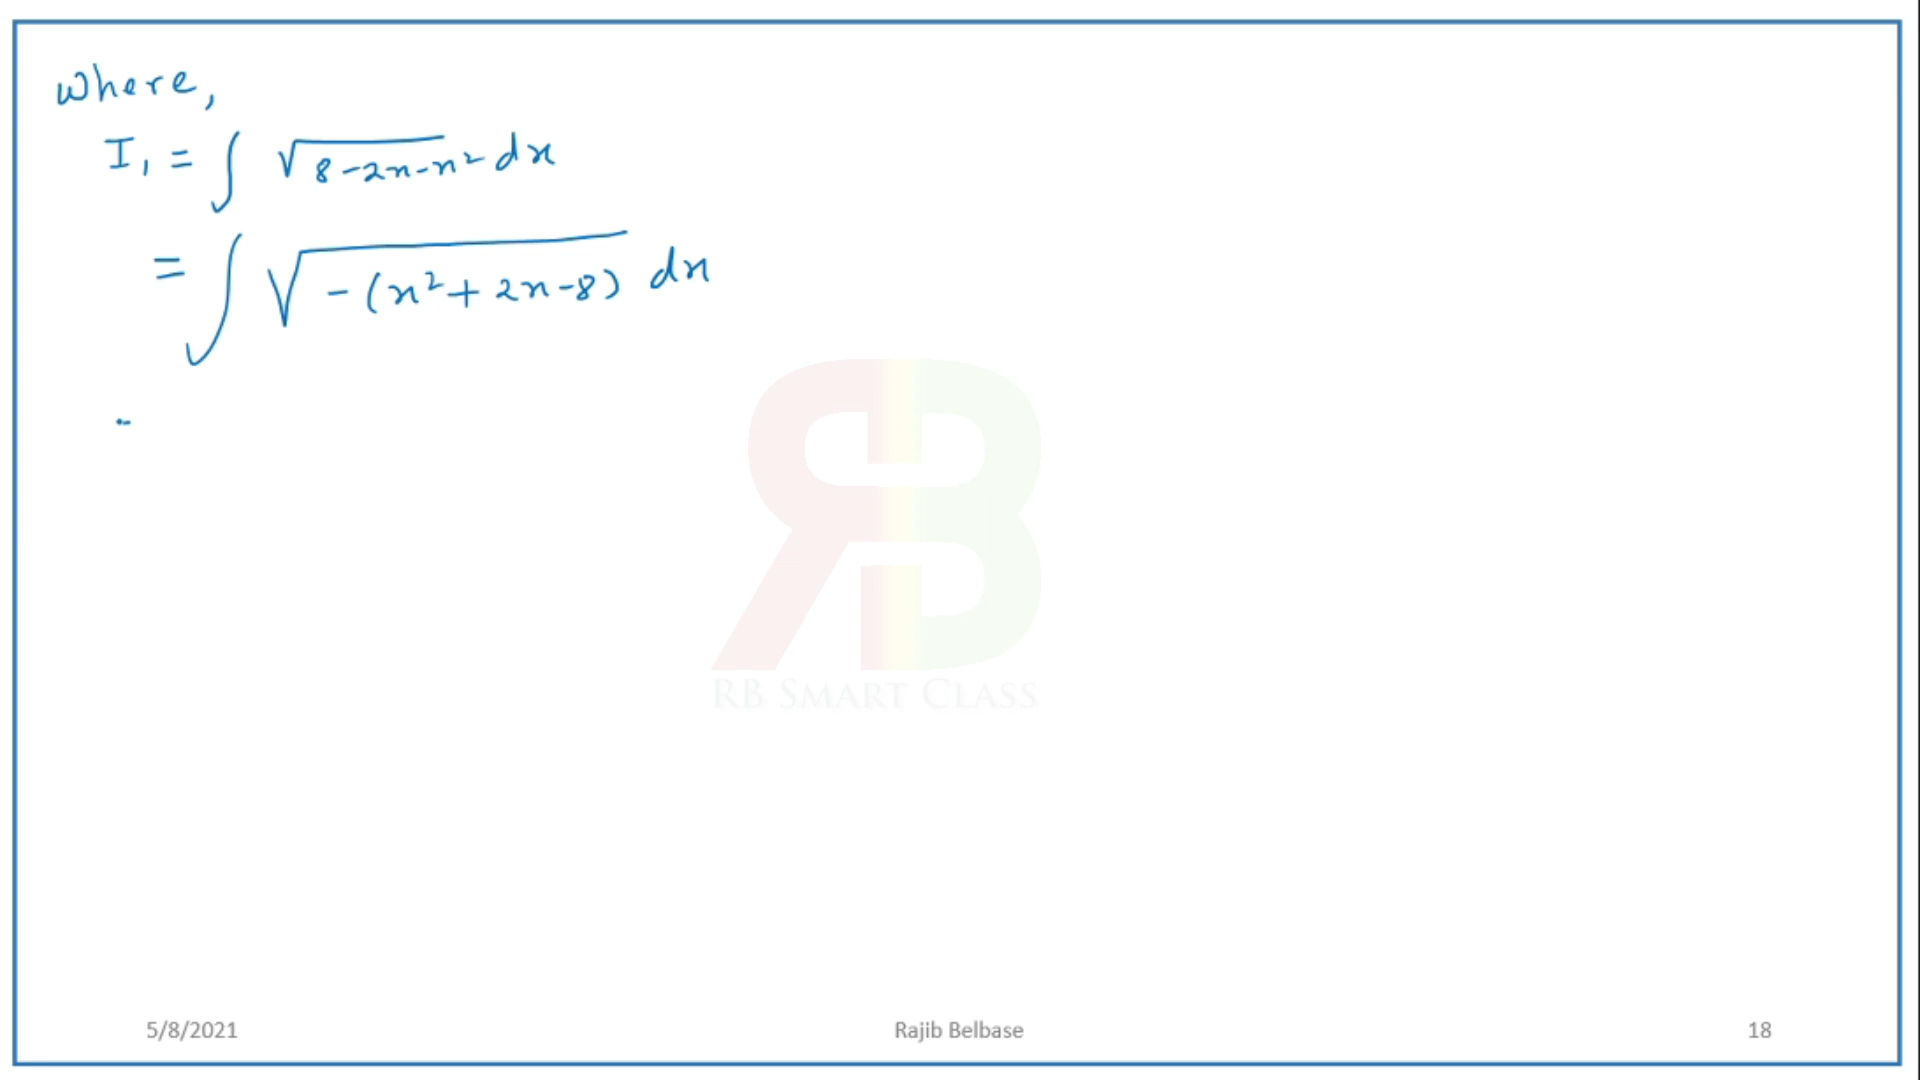 where,
I₁ = ∫ √8-2x-x² dx
= ∫ √-(x²+2x-8) dx
RB SMART CLASS
5/8/2021 Rajib Belbase 18